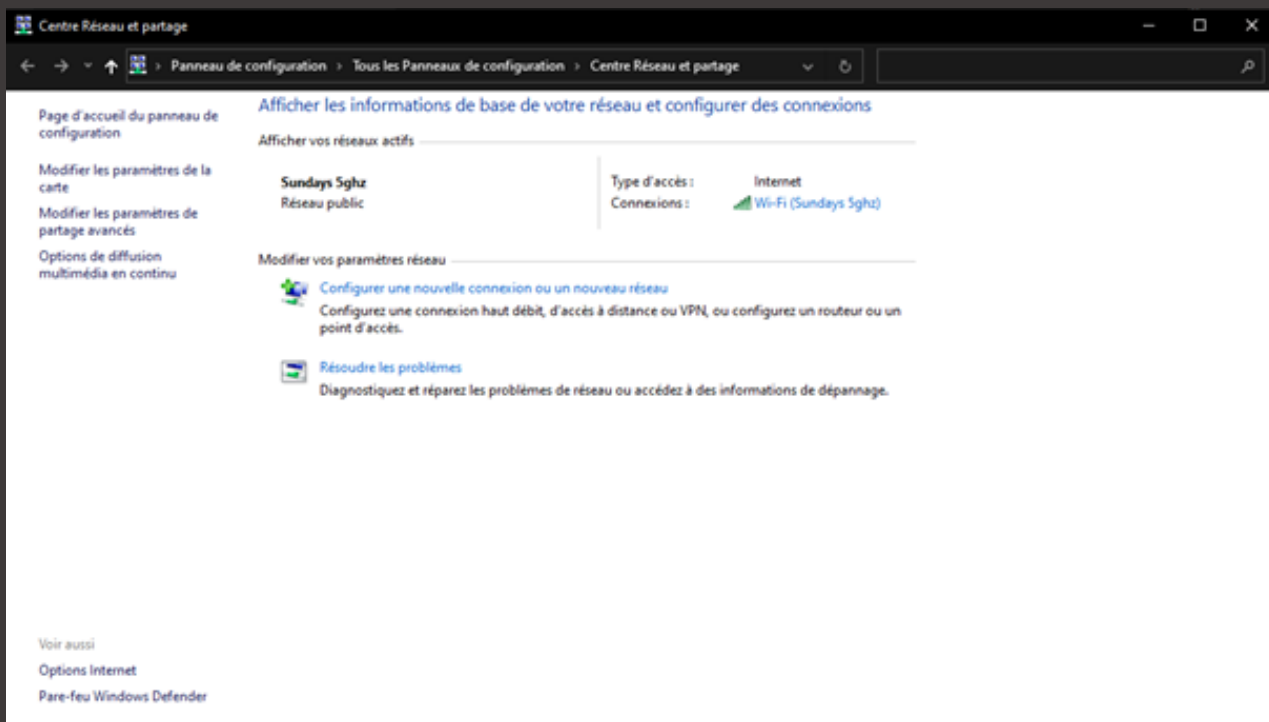 Centre Réseau et partage
Panneau de configuration › Tous les Panneaux de configuration › Centre Réseau et partage
Page d'accueil du panneau de
configuration
Modifier les paramètres de la
carte
Modifier les paramètres de
partage avancés
Options de diffusion
multimédia en continu
Afficher les informations de base de votre réseau et configurer des connexions
Afficher vos réseaux actifs
Sundays 5ghz
Réseau public
Type d'accès : Internet
Connexions : Wi-Fi (Sundays 5ghz)
Modifier vos paramètres réseau
Configurer une nouvelle connexion ou un nouveau réseau
Configurez une connexion haut débit, d'accès à distance ou VPN, ou configurez un routeur ou un
point d'accès.
Résoudre les problèmes
Diagnostiquez et réparez les problèmes de réseau ou accédez à des informations de dépannage.
Voir aussi
Options Internet
Pare-feu Windows Defender